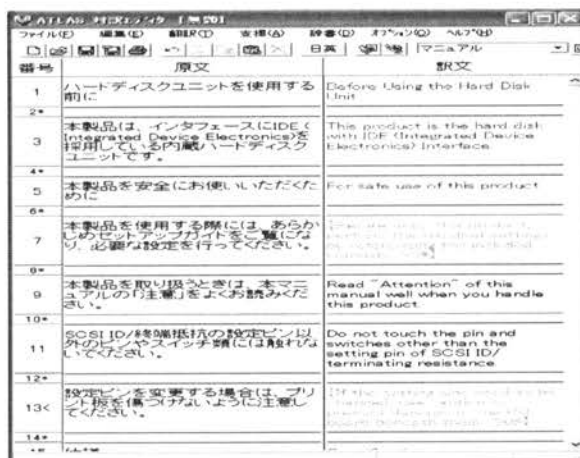 ATLAS 対訳エディタ [無題]
ファイル(F) 編集(E) 翻訳(T) 支援(A) 辞書(D) オプション(O) ヘルプ(H)
日英 マニュアル
番号 原文 訳文
1 ハードディスクユニットを使用する
前に
Before Using the Hard Disk
Unit
2*
3 本製品は、インタフェースにIDE（
Integrated Device Electronics)を
採用している内蔵ハードディスク
ユニットです。
This product is the hard disk
with IDE (Integrated Device
Electronics) Interface.
4*
5 本製品を安全にお使いいただくた
めに
For safe use of this product
6*
7 本製品を使用する際には、あらか
じめセットアップガイドをご覧にな
り、必要な設定を行ってください。
8*
9 本製品を取り扱うときは、本マニ
ュアルの「注意」をよくお読みくだ
さい。
Read "Attention" of this
manual well when you handle
this product.
10*
11 SCSI ID/終端抵抗の設定ピン以
外のピンやスイッチ類には触れな
いでください。
Do not touch the pin and
switches other than the
setting pin of SCSI ID/
terminating resistance.
12*
13< 設定ピンを変更する場合は、プリ
ント板を傷つけないように注意し
てください。
14*